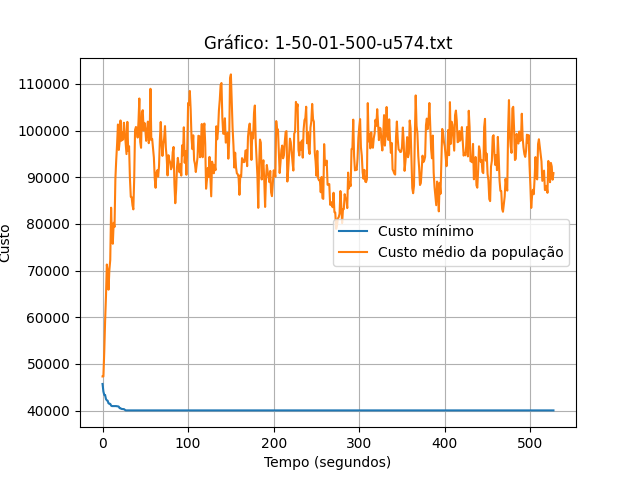 Gráfico: 1-50-01-500-u574.txt
110000
100000
90000
80000
70000
60000
50000
40000
Custo
Custo mínimo
Custo médio da população
0 100 200 300 400 500
Tempo (segundos)